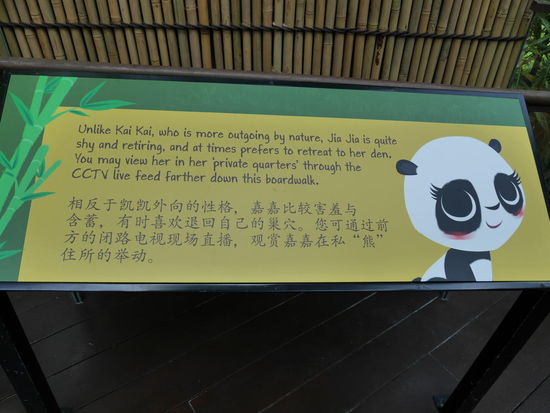 Unlike Kai Kai, who is more outgoing by nature, Jia Jia is quite
shy and retiring, and at times prefers to retreat to her den.
You may view her in her 'private quarters' through the
CCTV live feed farther down this boardwalk.
相反于凯凯外向的性格，嘉嘉比较害羞与
含蓄，有时喜欢退回自己的巢穴。您可通过前
方的闭路电视现场直播，观赏嘉嘉在私“熊”
住所的举动。